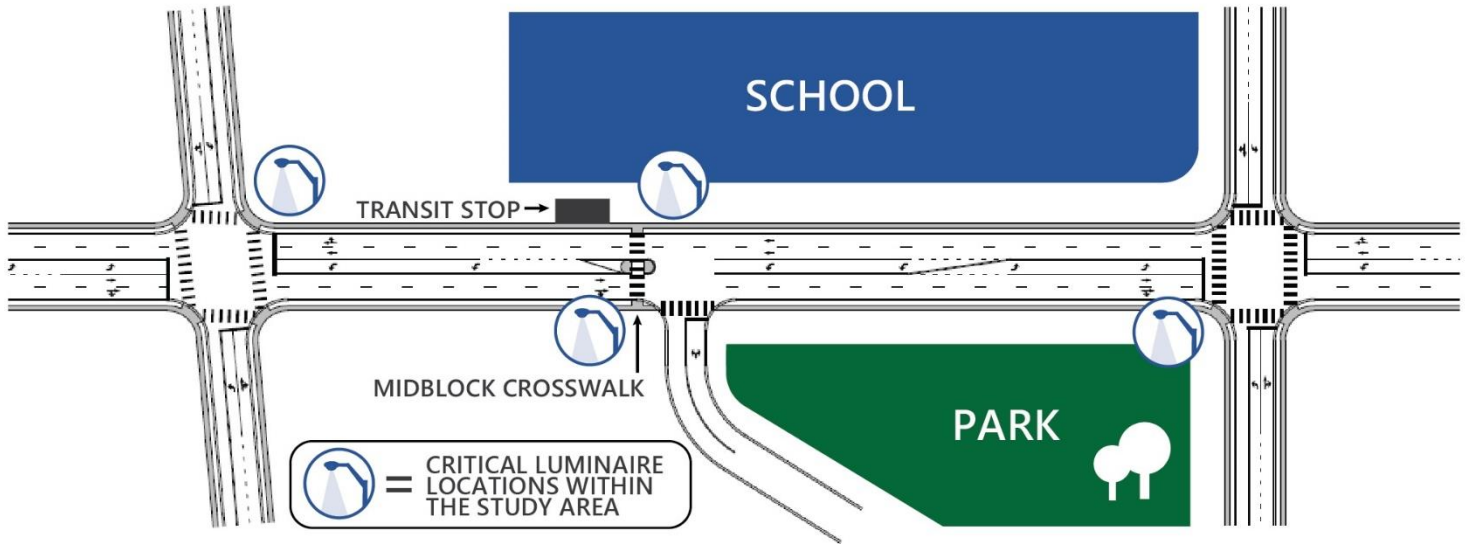 SCHOOL
TRANSIT STOP
MIDBLOCK CROSSWALK
PARK
= CRITICAL LUMINAIRE
LOCATIONS WITHIN
THE STUDY AREA